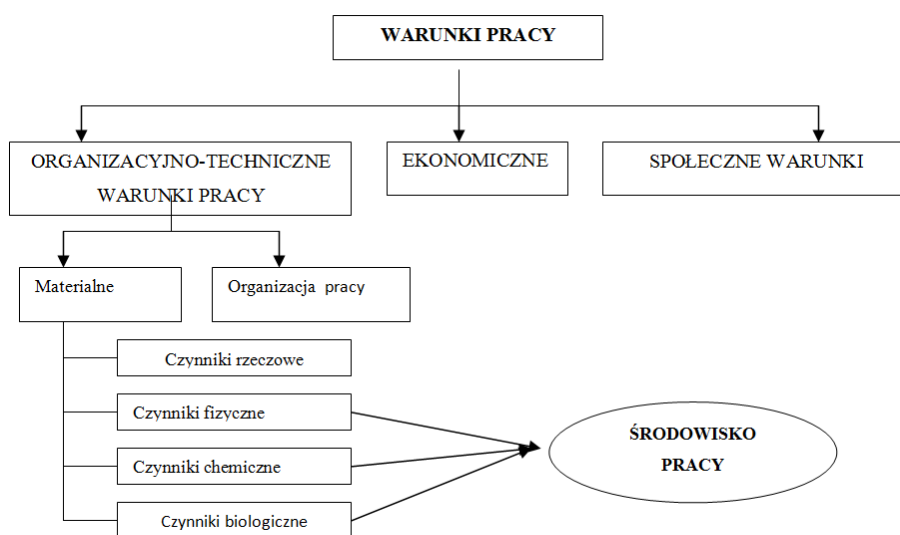 WARUNKI PRACY
ORGANIZACYJNO-TECHNICZNE
WARUNKI PRACY
EKONOMICZNE
SPOŁECZNE WARUNKI
Materialne
Organizacja pracy
Czynniki rzeczowe
Czynniki fizyczne
Czynniki chemiczne
Czynniki biologiczne
ŚRODOWISKO
PRACY